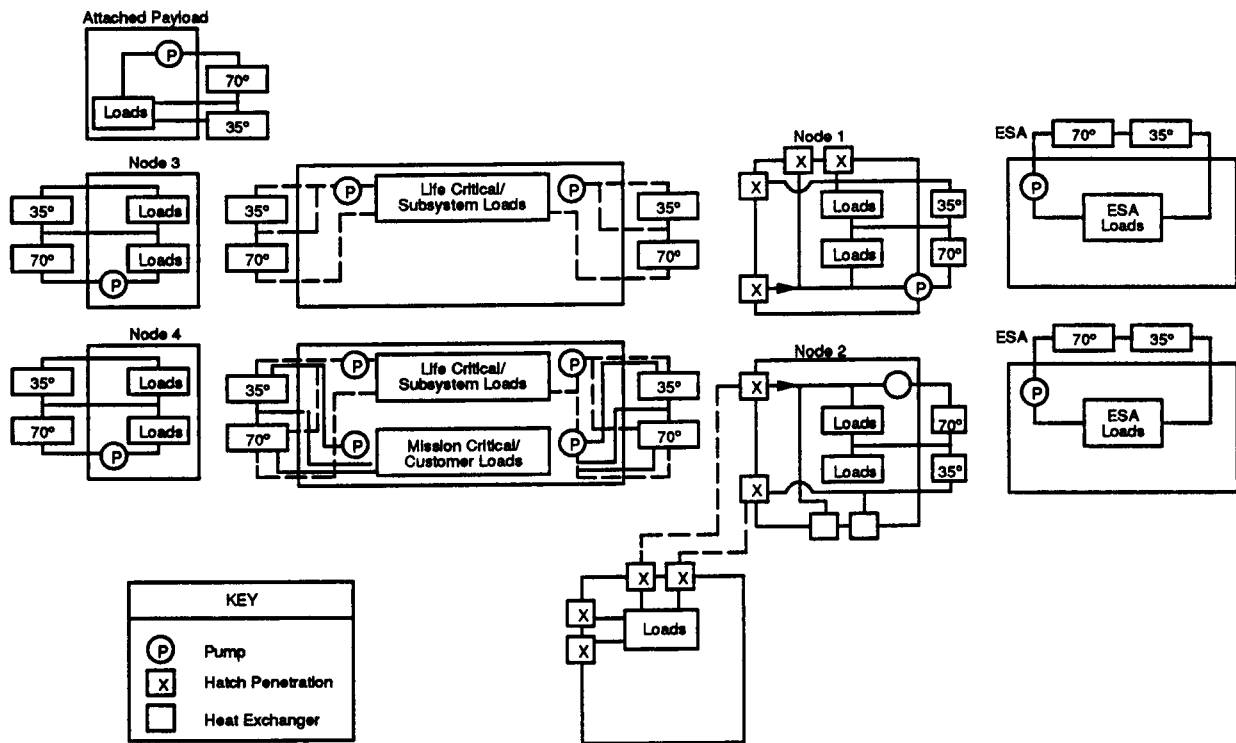 Attached Payload
P
70°
Loads
35°
Node 3
35°
Loads
70°
Loads
P
P
Life Critical/
Subsystem Loads
P
35°
35°
70°
70°
Node 1
X
X
X
Loads
35°
Loads
70°
X
P
ESA
70°
35°
P
ESA
Loads
Node 4
35°
Loads
70°
Loads
P
P
Life Critical/
Subsystem Loads
P
35°
35°
70°
70°
P
Mission Critical/
Customer Loads
P
Node 2
X
Loads
70°
Loads
35°
X
ESA
70°
35°
P
ESA
Loads
X
X
X
Loads
X
KEY
P
Pump
X
Hatch Penetration
Heat Exchanger